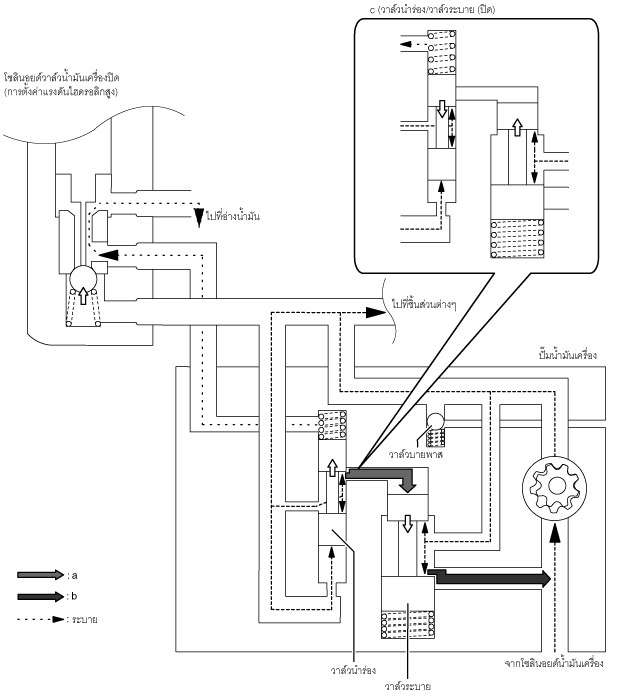 c (วาล์วนำร่อง/วาล์วระบาย (ปิด)
โซลินอยด์วาล์วน้ำมันเครื่องปิด
(การตั้งค่าแรงดันไฮดรอลิกสูง)
ไปที่อ่างน้ำมัน
ไปที่ชิ้นส่วนต่างๆ
ปั๊มน้ำมันเครื่อง
วาล์วบายพาส
: a
: b
: ระบาย
วาล์วนำร่อง
จากโซลินอยด์น้ำมันเครื่อง
วาล์วระบาย